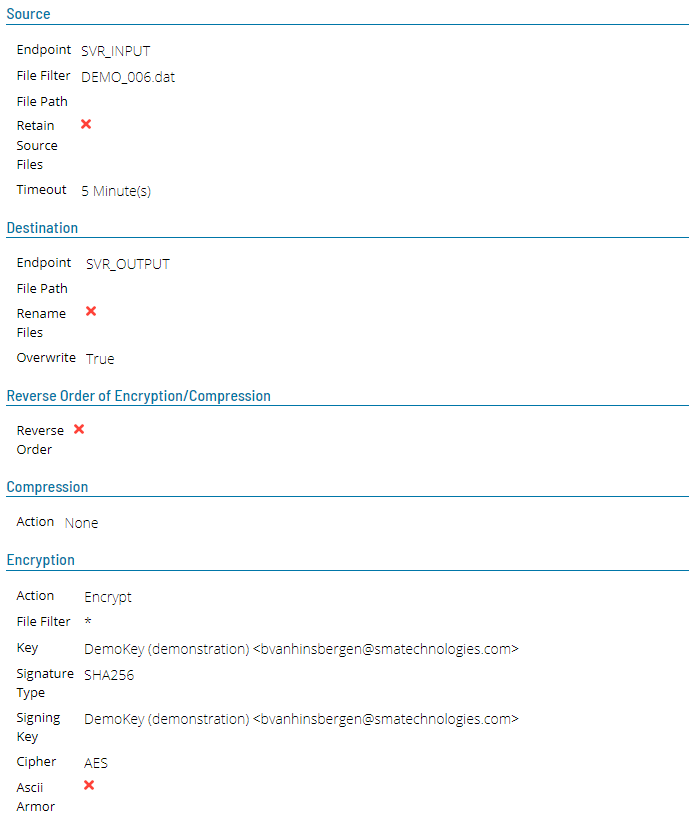 Source
Endpoint SVR_INPUT
File Filter DEMO_006.dat
File Path
Retain
Source
Files
Timeout 5 Minute(s)
Destination
Endpoint SVR_OUTPUT
File Path
Rename
Files
Overwrite True
Reverse Order of Encryption/Compression
Reverse
Order
Compression
Action None
Encryption
Action Encrypt
File Filter *
Key DemoKey (demonstration) <bvanhinsbergen@smatechnologies.com>
Signature SHA256
Type
Signing DemoKey (demonstration) <bvanhinsbergen@smatechnologies.com>
Key
Cipher AES
Ascii
Armor